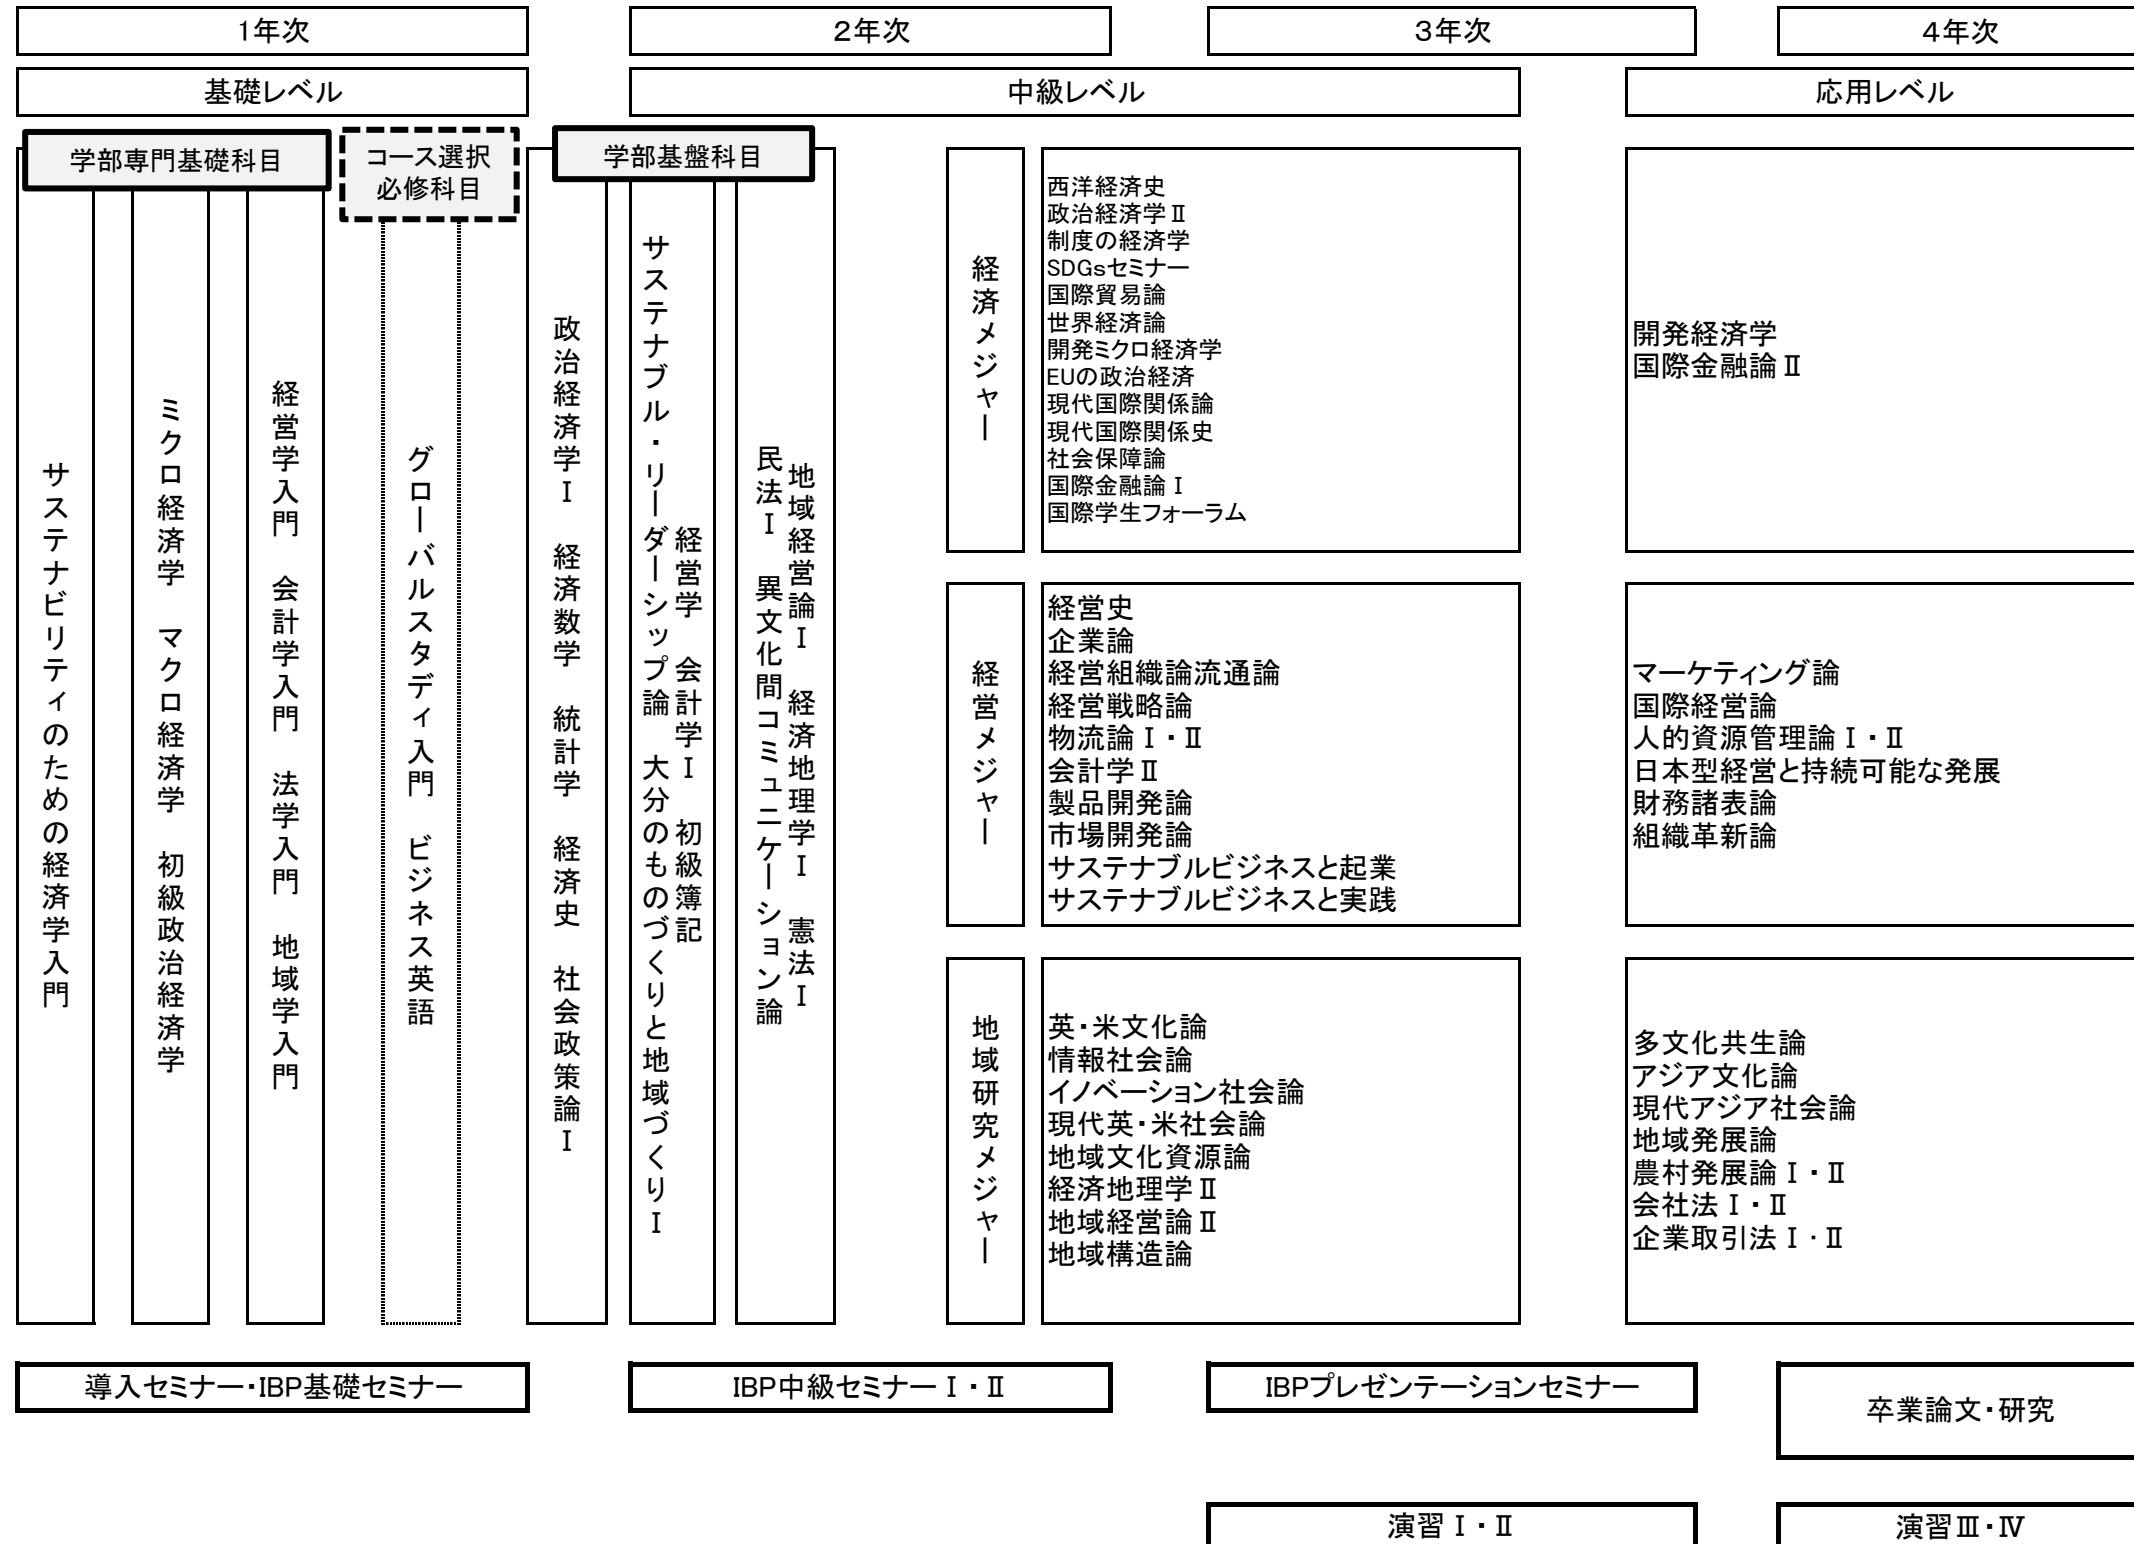 1年次
2年次
3年次
4年次
基礎レベル
中級レベル
応用レベル
学部専門基礎科目
コース選択
必修科目
学部基盤科目
サステナビリティのための経済学入門
ミクロ経済学　マクロ経済学　初級政治経済学
経営学入門　会計学入門　法学入門　地域学入門
グローバルスタディ入門　ビジネス英語
政治経済学Ⅰ　経済数学　統計学　経済史　社会政策論Ⅰ
経営学　会計学Ⅰ　初級簿記
サステナブル・リーダーシップ論　大分のものづくりと地域づくりⅠ
地域経営論Ⅰ　経済地理学Ⅰ　憲法Ⅰ
民法Ⅰ　異文化間コミュニケーション論
経済メジャー
西洋経済史
政治経済学Ⅱ
制度の経済学
SDGsセミナー
国際貿易論
世界経済論
開発ミクロ経済学
EUの政治経済
現代国際関係論
現代国際関係史
社会保障論
国際金融論Ⅰ
国際学生フォーラム
開発経済学
国際金融論Ⅱ
経営メジャー
経営史
企業論
経営組織論流通論
経営戦略論
物流論Ⅰ・Ⅱ
会計学Ⅱ
製品開発論
市場開発論
サステナブルビジネスと起業
サステナブルビジネスと実践
マーケティング論
国際経営論
人的資源管理論Ⅰ・Ⅱ
日本型経営と持続可能な発展
財務諸表論
組織革新論
地域研究メジャー
英・米文化論
情報社会論
イノベーション社会論
現代英・米社会論
地域文化資源論
経済地理学Ⅱ
地域経営論Ⅱ
地域構造論
多文化共生論
アジア文化論
現代アジア社会論
地域発展論
農村発展論Ⅰ・Ⅱ
会社法Ⅰ・Ⅱ
企業取引法Ⅰ・Ⅱ
導入セミナー・IBP基礎セミナー
IBP中級セミナーⅠ・Ⅱ
IBPプレゼンテーションセミナー
卒業論文・研究
演習Ⅰ・Ⅱ
演習Ⅲ・Ⅳ